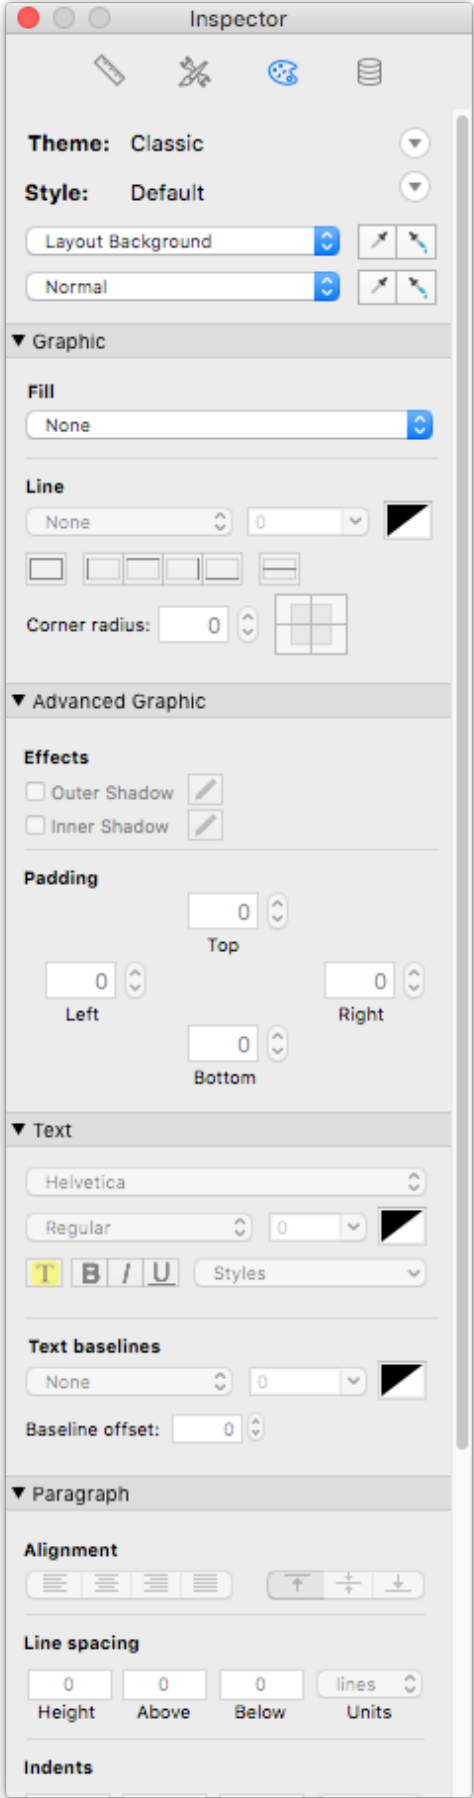 Inspector
Theme: Classic
Style: Default
Layout Background
Normal
Graphic
Fill
None
Line
None 0
Corner radius: 0
Advanced Graphic
Effects
Outer Shadow
Inner Shadow
Padding
0
Top
0 0
Left Right
0
Bottom
Text
Helvetica
Regular 0
T B I U Styles
Text baselines
None 0
Baseline offset: 0
Paragraph
Alignment
Line spacing
0 0 0 lines
Height Above Below Units
Indents